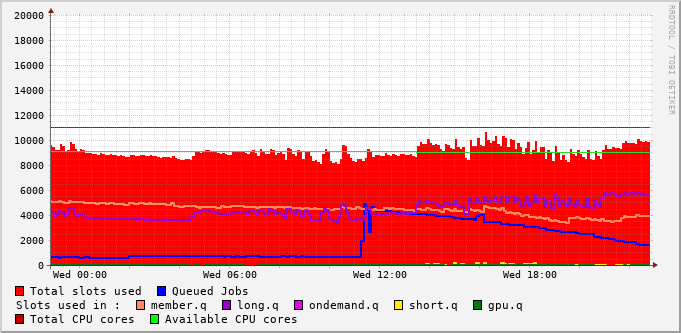 20000
18000
16000
14000
12000
10000
8000
6000
4000
2000
0
Wed 00:00 Wed 06:00 Wed 12:00 Wed 18:00
RRDTOOL / TOBI OETIKER
Total slots used Queued Jobs
Slots used in : member.q long.q ondemand.q short.q gpu.q
Total CPU cores Available CPU cores